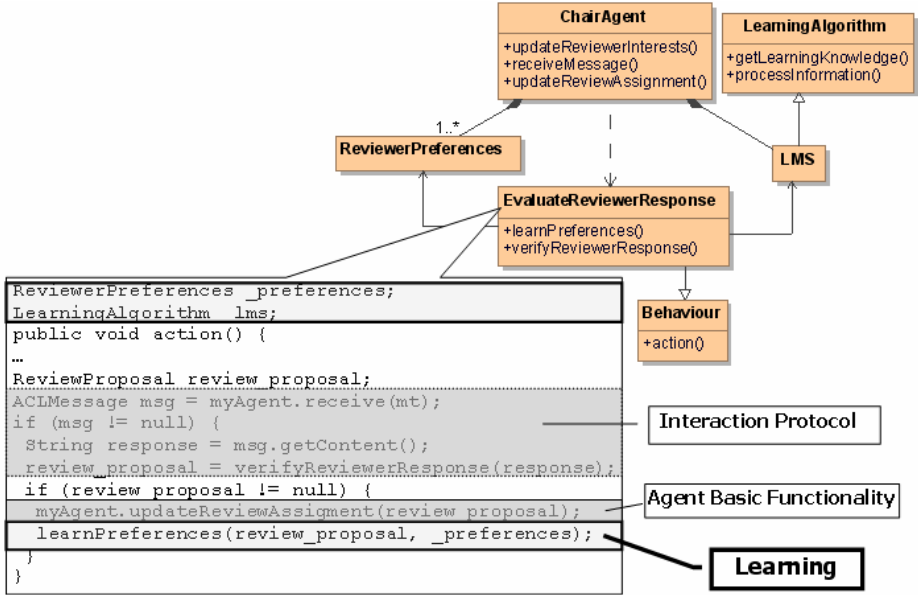 ChairAgent
+updateReviewerInterests()
+receiveMessage()
+updateReviewAssignment()
LearningAlgorithm
+getLearningKnowledge()
+processInformation()
1..*
ReviewerPreferences
LMS
EvaluateReviewerResponse
+learnPreferences()
+verifyReviewerResponse()
Behaviour
+action()
ReviewerPreferences _preferences;
LearningAlgorithm _lms;
public void action() {
…
ReviewProposal review_proposal;
ACLMessage msg = myAgent.receive(mt);
if (msg != null) {
String response = msg.getContent();
review_proposal = verifyReviewerResponse(response);
if (review_proposal != null) {
myAgent.updateReviewAssigment(review_proposal);
learnPreferences(review_proposal, _preferences);
}
}
Interaction Protocol
Agent Basic Functionality
Learning